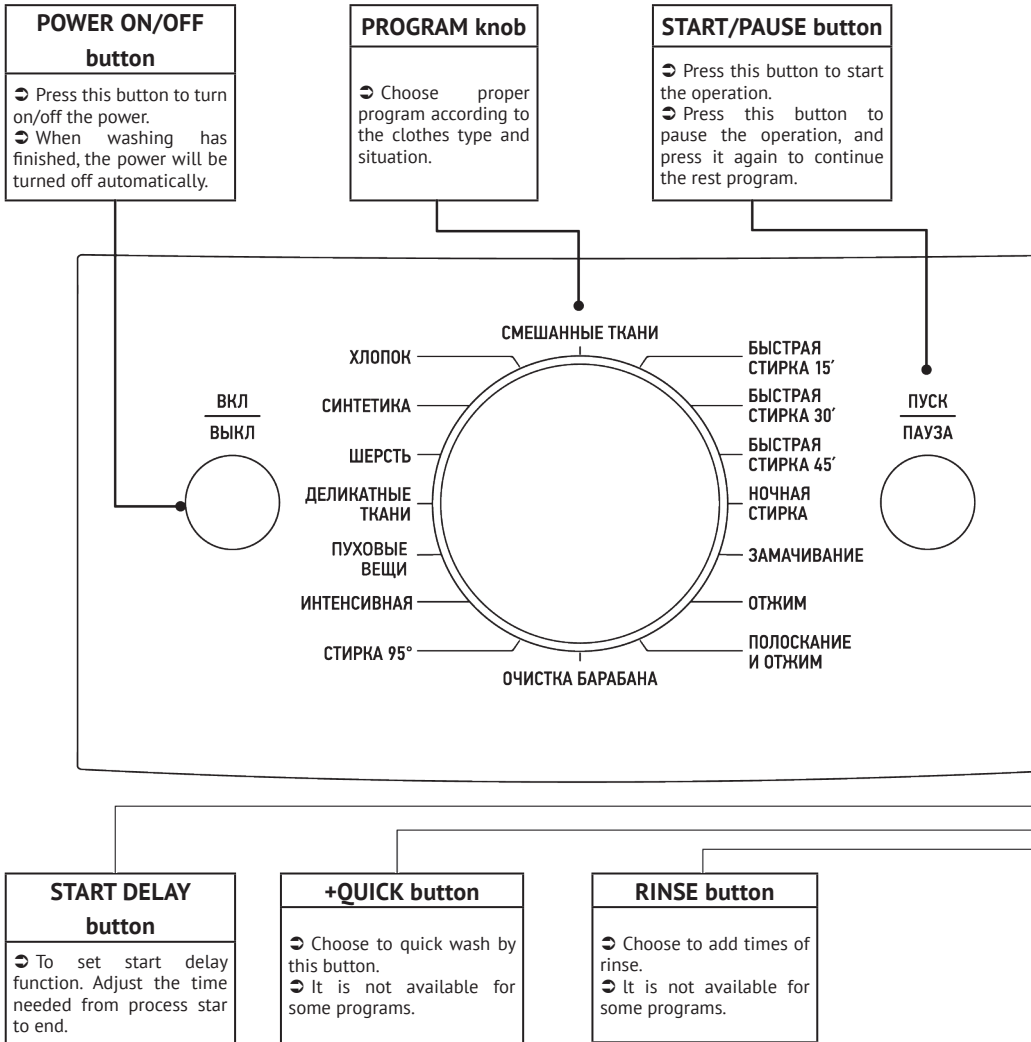 POWER ON/OFF
button
➲ Press this button to turn
on/off the power.
➲ When washing has
finished, the power will be
turned off automatically.
PROGRAM knob
➲ Choose proper
program according to
the clothes type and
situation.
START/PAUSE button
➲ Press this button to start
the operation.
➲ Press this button to
pause the operation, and
press it again to continue
the rest program.
ВКЛ
ВЫКЛ
СМЕШАННЫЕ ТКАНИ
ХЛОПОК
СИНТЕТИКА
ШЕРСТЬ
ДЕЛИКАТНЫЕ
ТКАНИ
ПУХОВЫЕ
ВЕЩИ
ИНТЕНСИВНАЯ
СТИРКА 95°
ОЧИСТКА БАРАБАНА
БЫСТРАЯ
СТИРКА 15′
БЫСТРАЯ
СТИРКА 30′
БЫСТРАЯ
СТИРКА 45′
НОЧНАЯ
СТИРКА
ЗАМАЧИВАНИЕ
ОТЖИМ
ПОЛОСКАНИЕ
И ОТЖИМ
ПУСК
ПАУЗА
START DELAY
button
➲ To set start delay
function. Adjust the time
needed from process star
to end.
+QUICK button
➲ Choose to quick wash by
this button.
➲ It is not available for
some programs.
RINSE button
➲ Choose to add times of
rinse.
➲ lt is not available for
some programs.